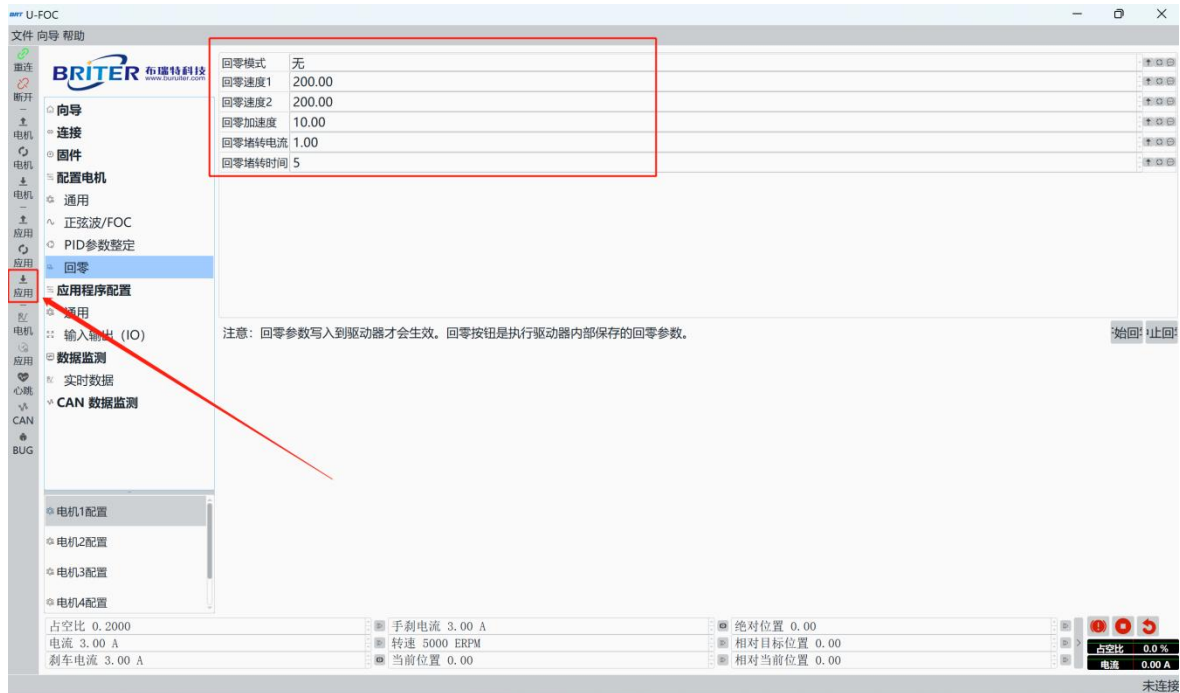 BRT U-FOC
文件 向导 帮助
重连
断开
电机
电机
电机
应用
应用
应用
电机
应用
心跳
CAN
BUG
BRITER 布瑞特科技
www.buruiter.com
向导
连接
固件
配置电机
通用
正弦波/FOC
PID参数整定
回零
应用程序配置
通用
输入输出（IO）
数据监测
实时数据
CAN 数据监测
电机1配置
电机2配置
电机3配置
电机4配置
回零模式 无
回零速度1 200.00
回零速度2 200.00
回零加速度 10.00
回零堵转电流 1.00
回零堵转时间 5
注意：回零参数写入到驱动器才会生效。回零按钮是执行驱动器内部保存的回零参数。
始回 止回
占空比 0.2000 手刹电流 3.00 A 绝对位置 0.00
电流 3.00 A 转速 5000 ERPM 相对目标位置 0.00
刹车电流 3.00 A 当前位置 0.00 相对当前位置 0.00
占空比 0.0 %
电流 0.00 A
未连接